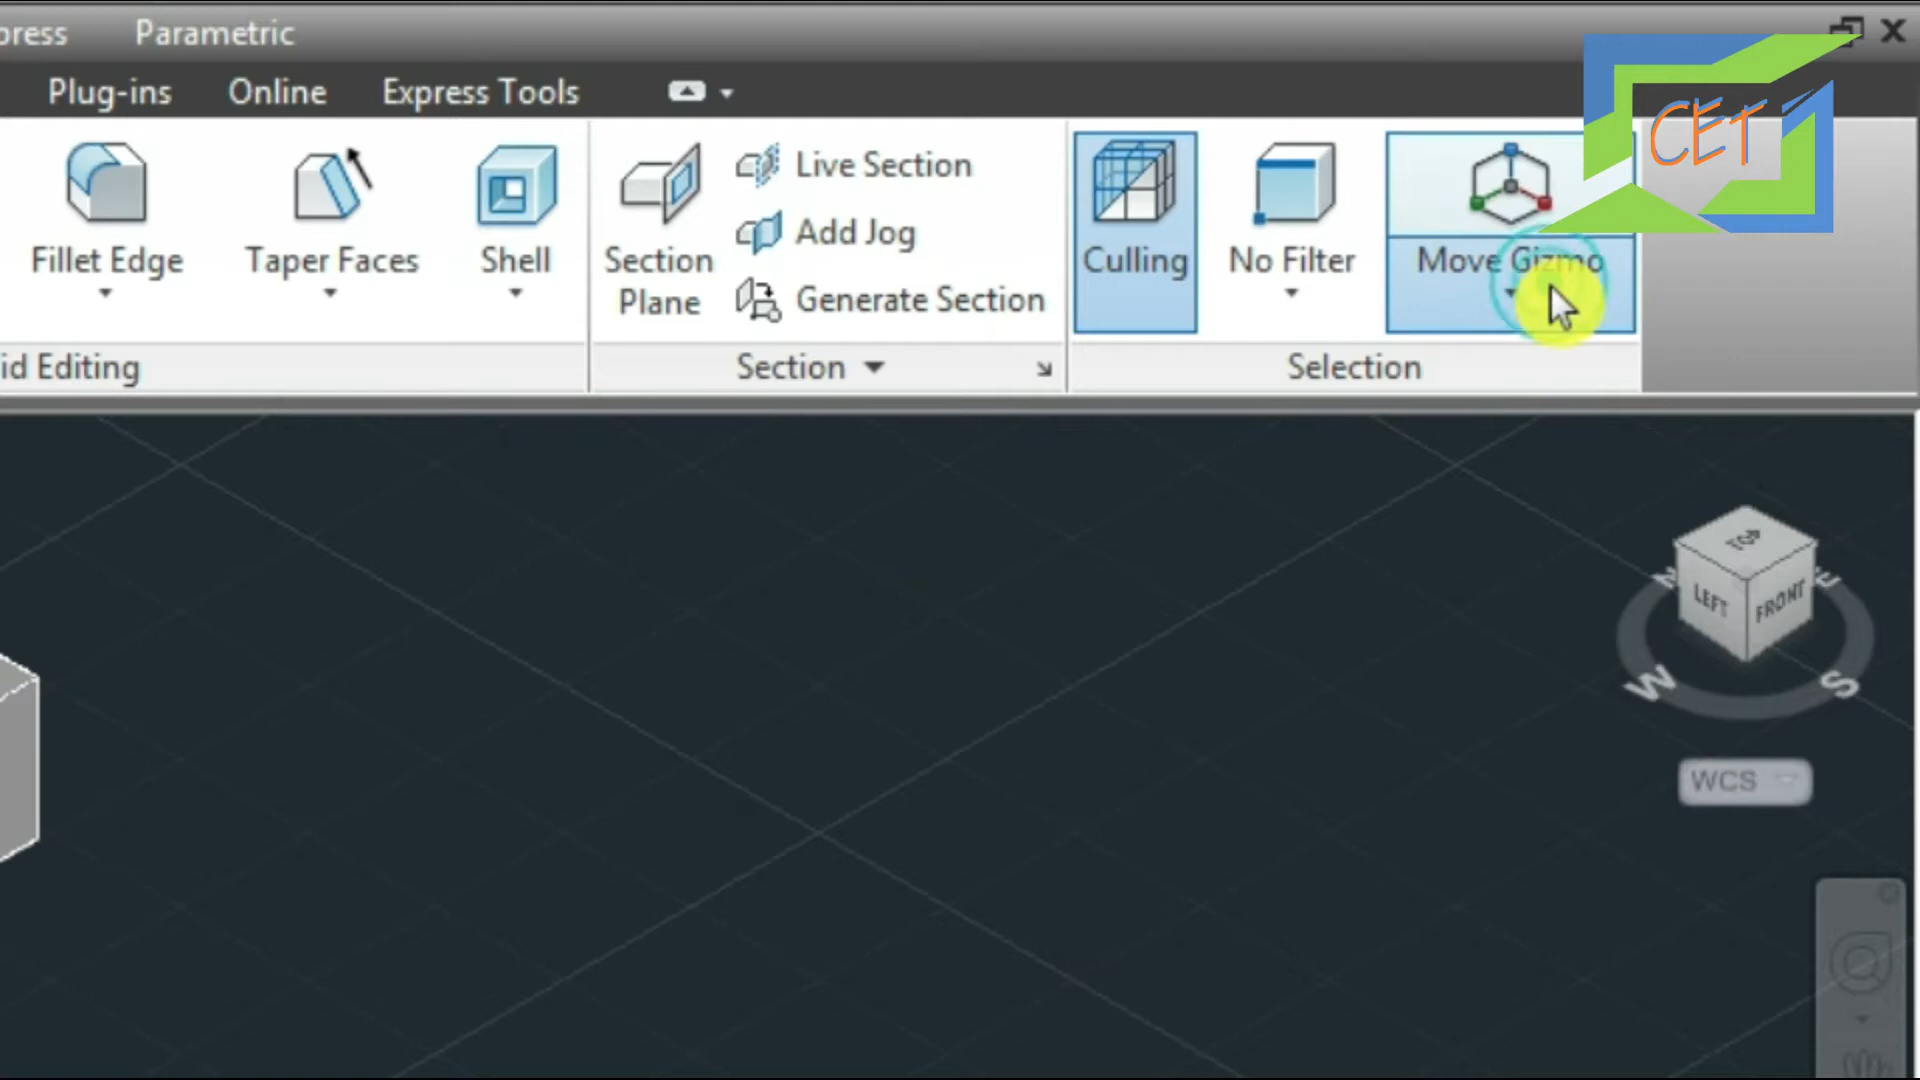 press Parametric
Plug-ins Online Express Tools
CET
Fillet Edge
Taper Faces
Shell
Section
Plane
Live Section
Add Jog
Generate Section
Culling
No Filter
Move Gizmo
id Editing
Section
Selection
TOP
LEFT
FRONT
N
E
W
S
WCS